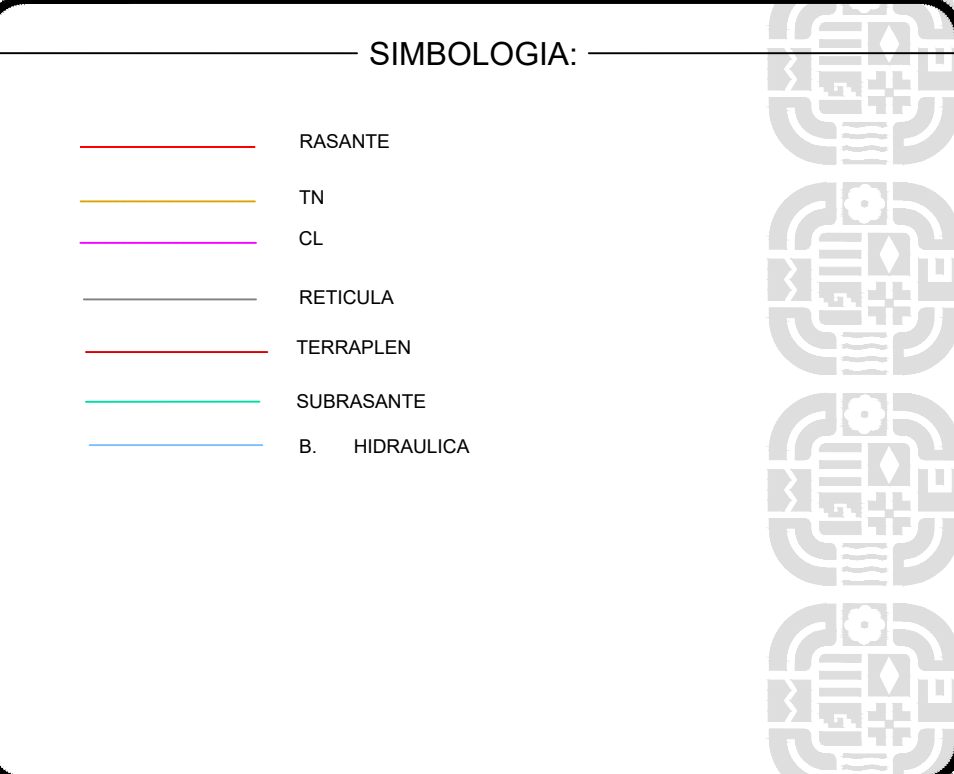 SIMBOLOGIA:
RASANTE
TN
CL
RETICULA
TERRAPLEN
SUBRASANTE
B. HIDRAULICA